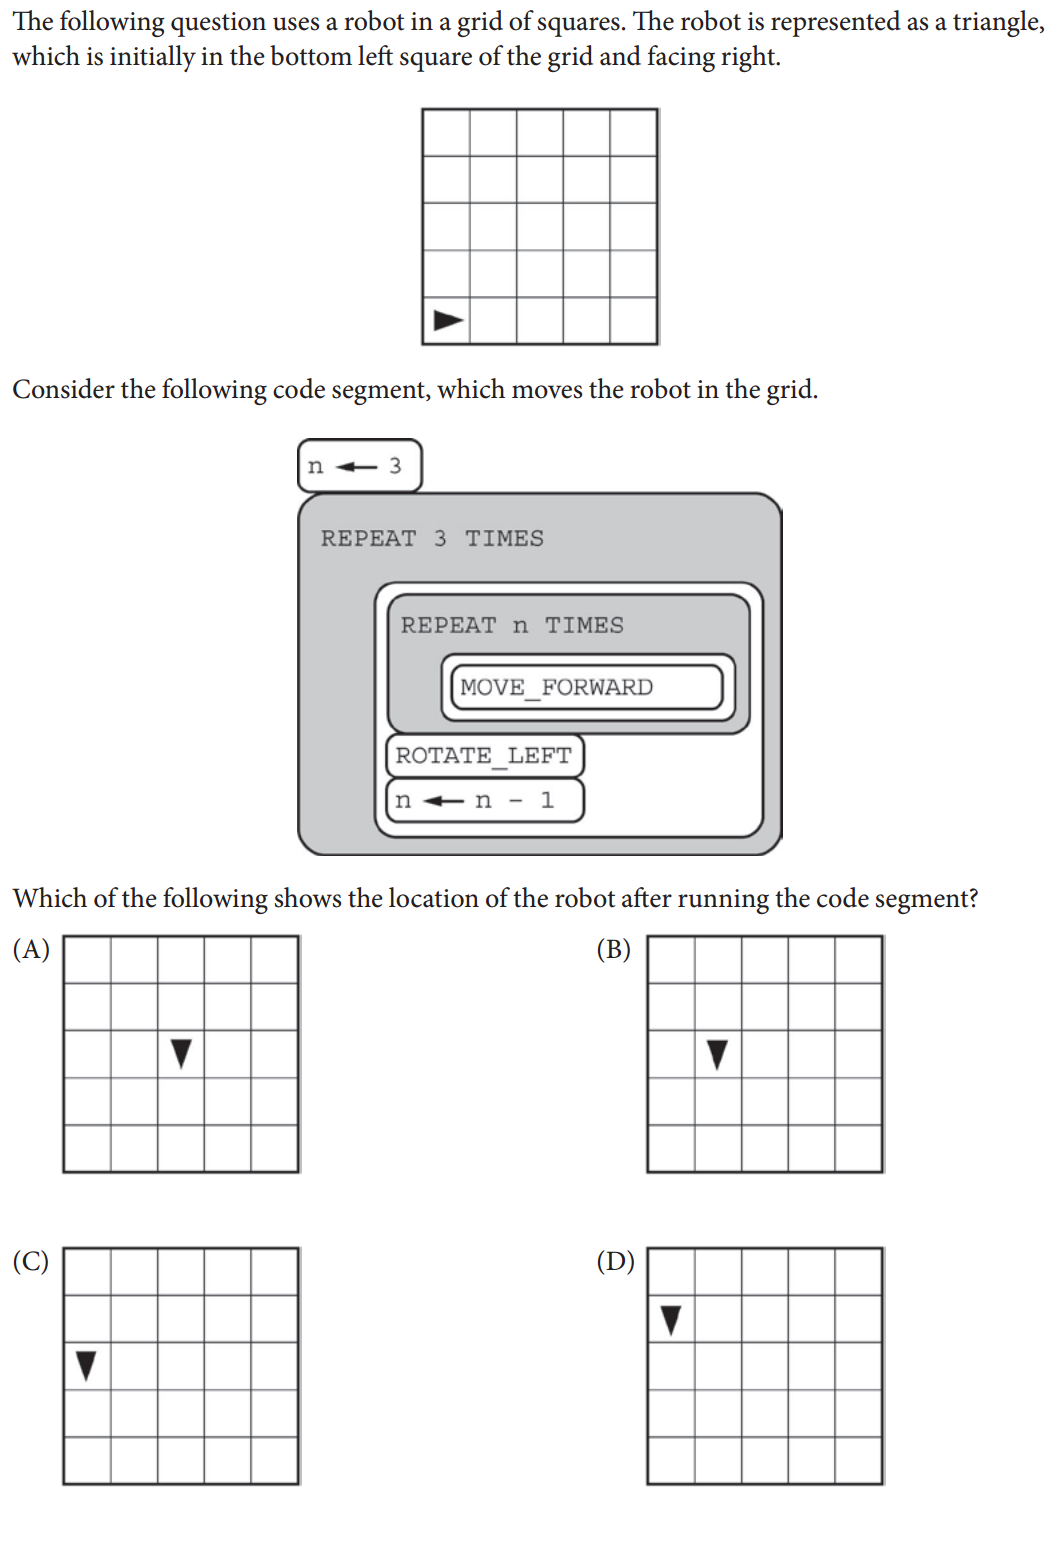 The following question uses a robot in a grid of squares. The robot is represented as a triangle,
which is initially in the bottom left square of the grid and facing right.
Consider the following code segment, which moves the robot in the grid.
n ← 3
REPEAT 3 TIMES
REPEAT n TIMES
MOVE_FORWARD
ROTATE_LEFT
n ← n - 1
Which of the following shows the location of the robot after running the code segment?
(A)
(B)
(C)
(D)